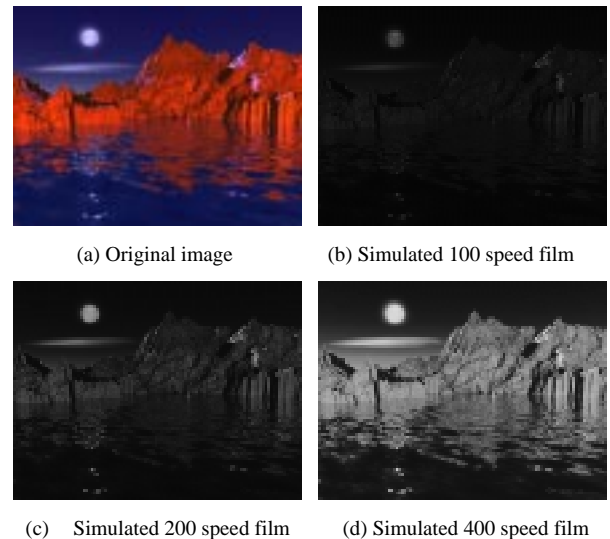 (a) Original image
(b) Simulated 100 speed film
(c) Simulated 200 speed film
(d) Simulated 400 speed film